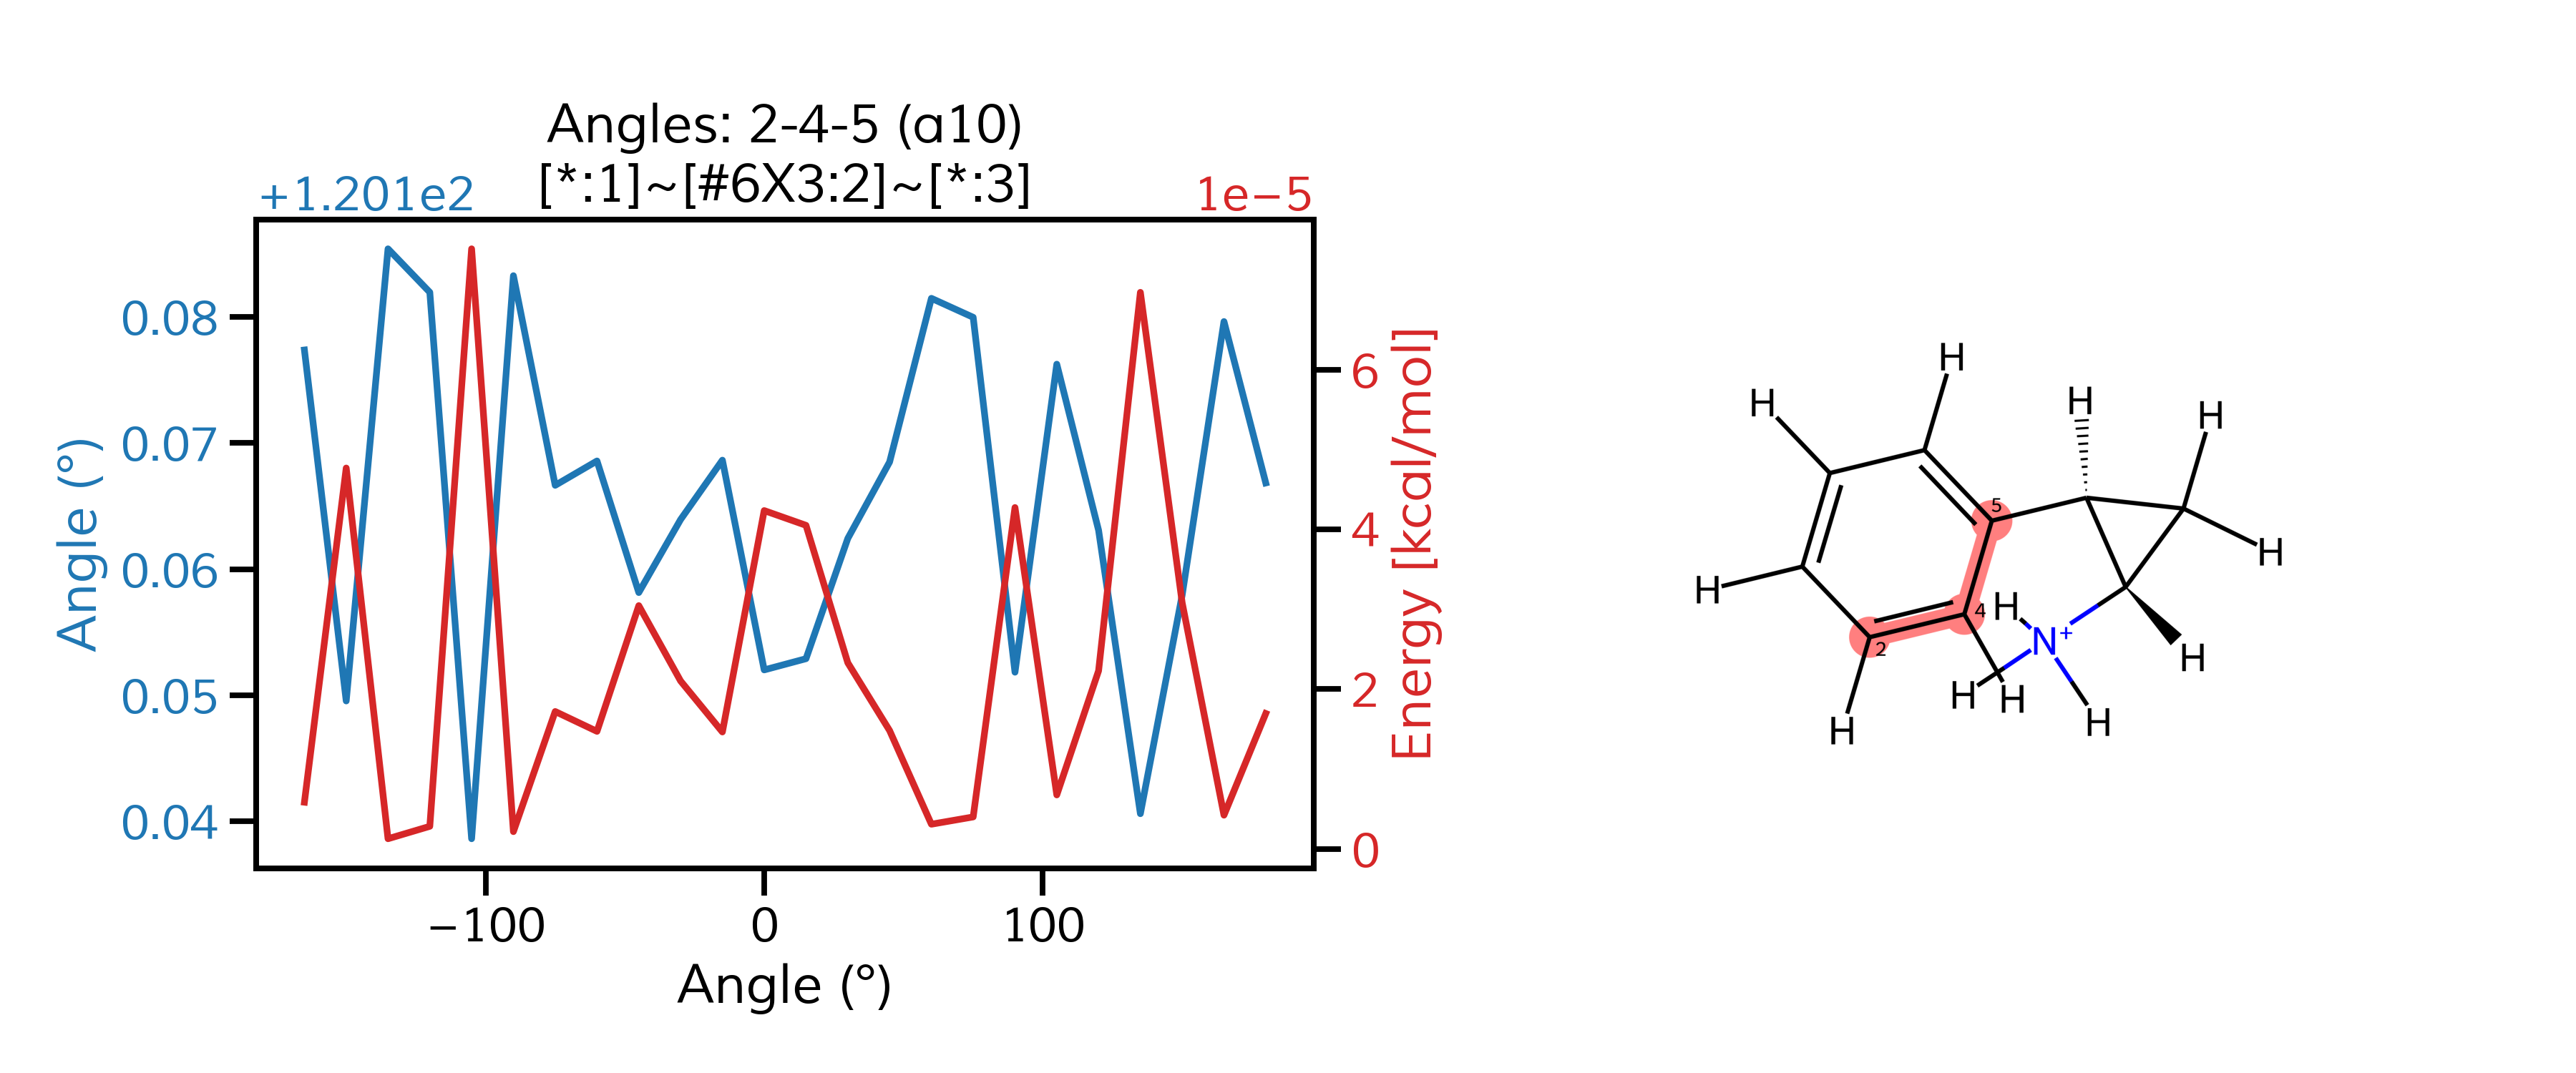 Angles: 2-4-5 (a10)
[*:1]~[#6X3:2]~[*:3]
+1.201e2
1e−5
0.08
0.07
0.06
0.05
0.04
Angle (°)
6
4
2
0
Energy [kcal/mol]
−100
0
100
Angle (°)
H
H
H
H
H
5
H
H
H
4
N+
2
H
H
H
H
H